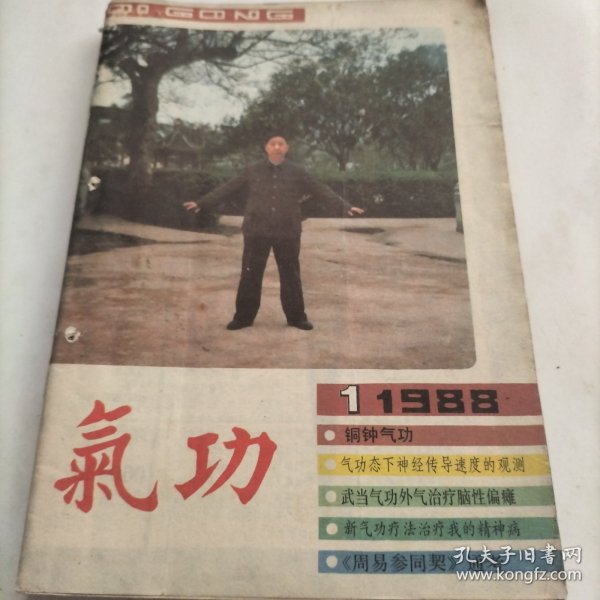 QI GONG
氣功
1 1988
铜钟气功
气功态下神经传导速度的观测
武当气功外气治疗脑性偏瘫
新气功疗法治疗我的精神病
《周易参同契》
孔夫子旧书网
www.kongfz.com